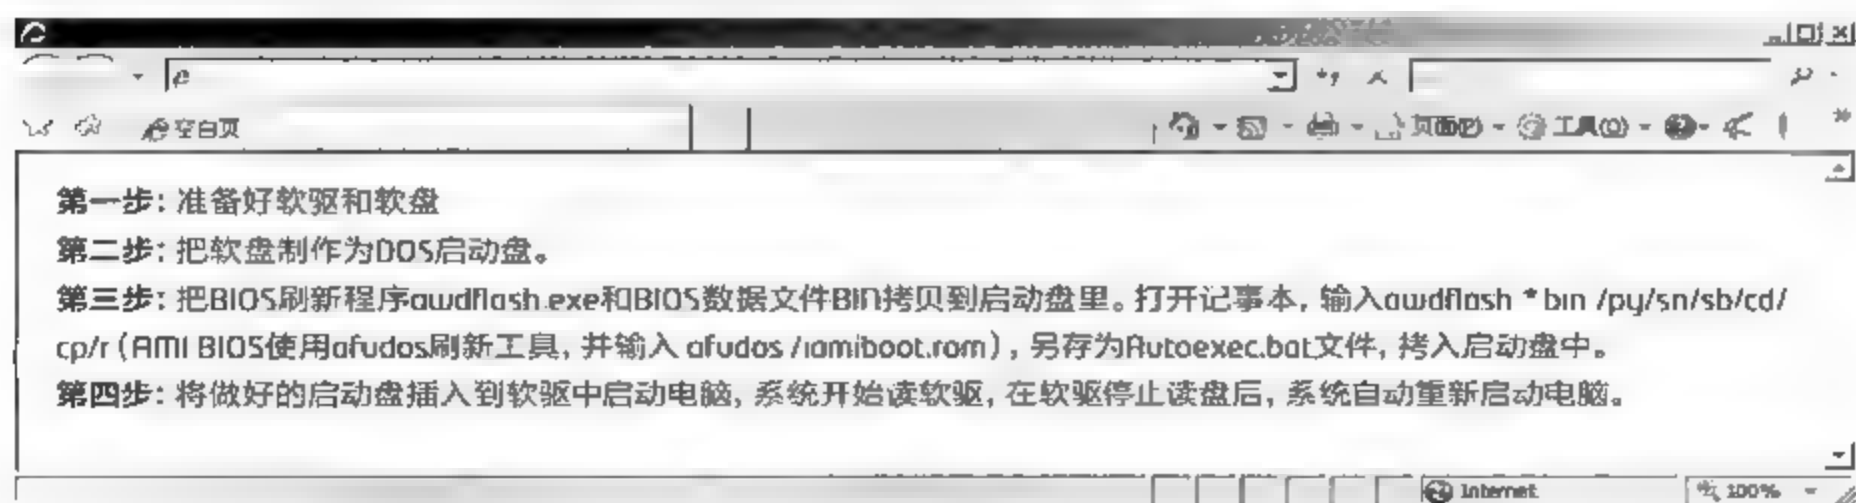 空白页 页面(P) 工具(O)
第一步：准备好软驱和软盘
第二步：把软盘制作为DOS启动盘。
第三步：把BIOS刷新程序awdflash.exe和BIOS数据文件BIN拷贝到启动盘里。打开记事本，输入awdflash *bin /py/sn/sb/cd/
cp/r（AMI BIOS使用afudos刷新工具，并输入 afudos /iamiboot.rom），另存为Autoexec.bat文件，拷入启动盘中。
第四步：将做好的启动盘插入到软驱中启动电脑，系统开始读软驱，在软驱停止读盘后，系统自动重新启动电脑。
Internet 100%